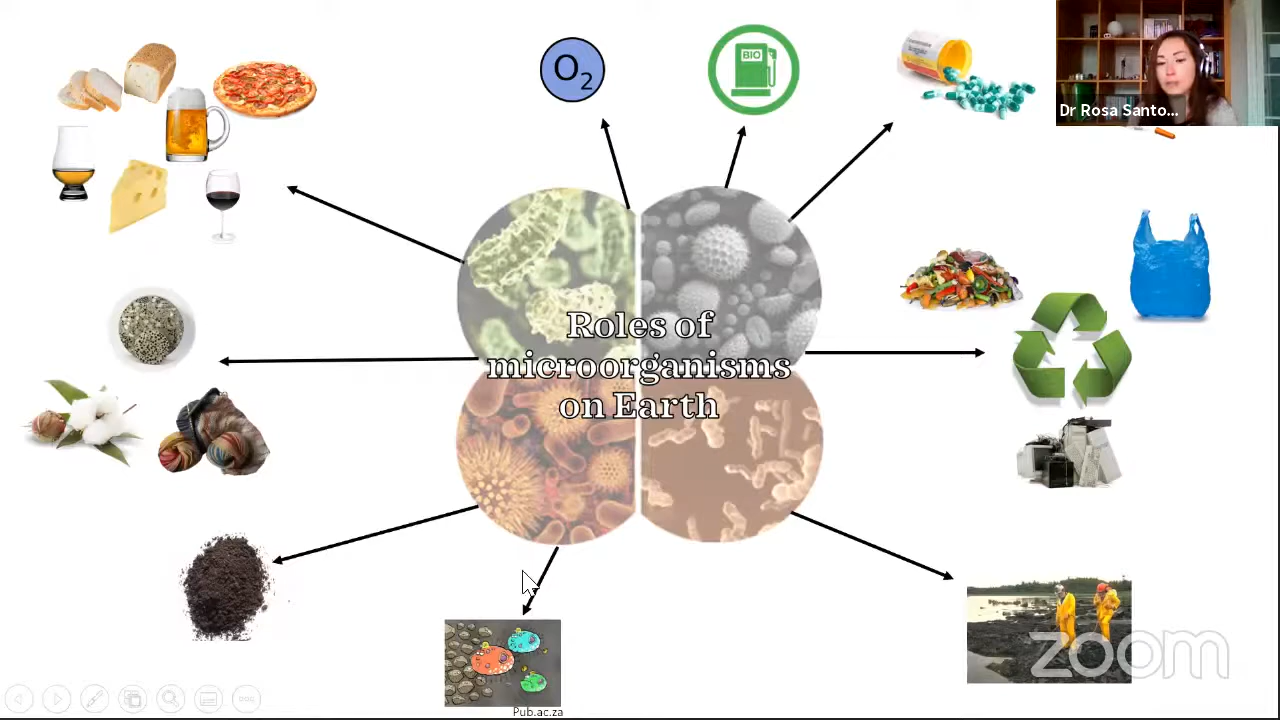 O2
BIO
Dr Rosa Santo...
Roles of
microorganisms
on Earth
zoom
Pub.ac.za